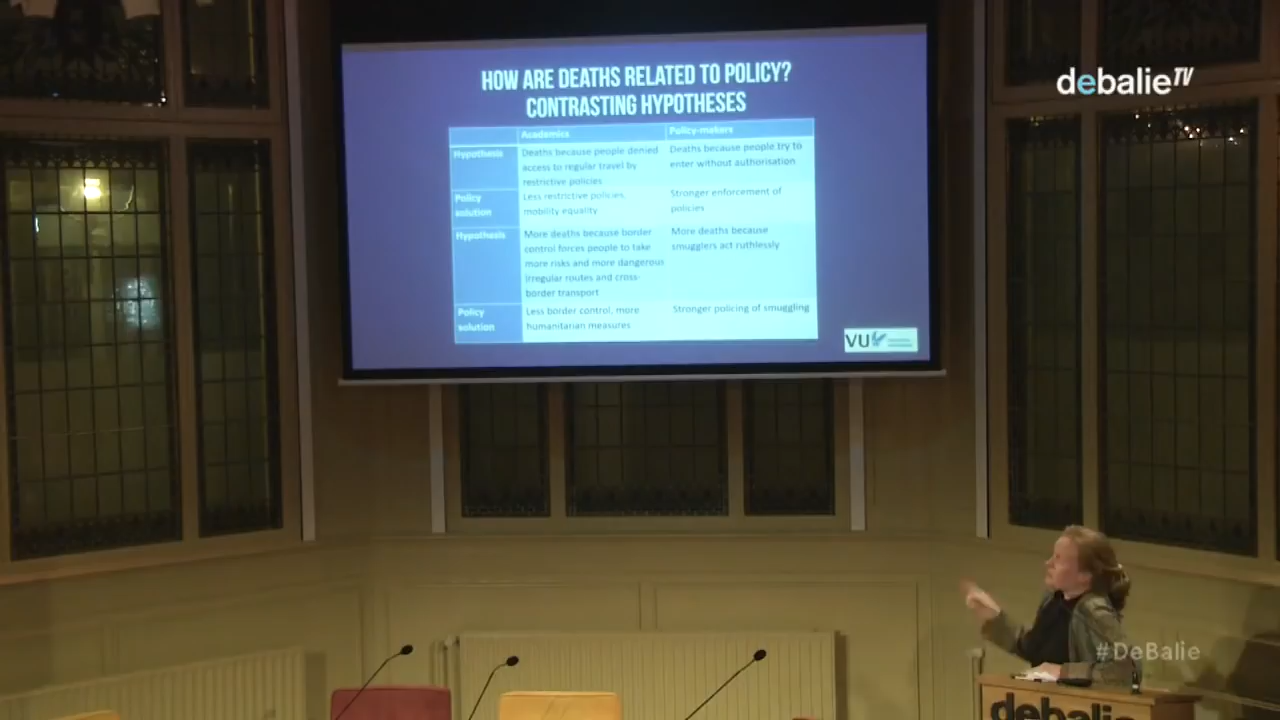 debalieTV
HOW ARE DEATHS RELATED TO POLICY?
CONTRASTING HYPOTHESES
Academics
Policy-makers
Hypothesis
Deaths because people denied
access to regular travel by
restrictive policies
Deaths because people try to
enter without authorisation
Policy
solution
Less restrictive policies,
mobility equality
Stronger enforcement of
policies
Hypothesis
More deaths because border
control forces people to take
more risks and more dangerous
irregular routes and cross-
border transport
More deaths because
smugglers act ruthlessly
Policy
solution
Less border control, more
humanitarian measures
Stronger policing of smuggling
VU
#DeBalie
debalie